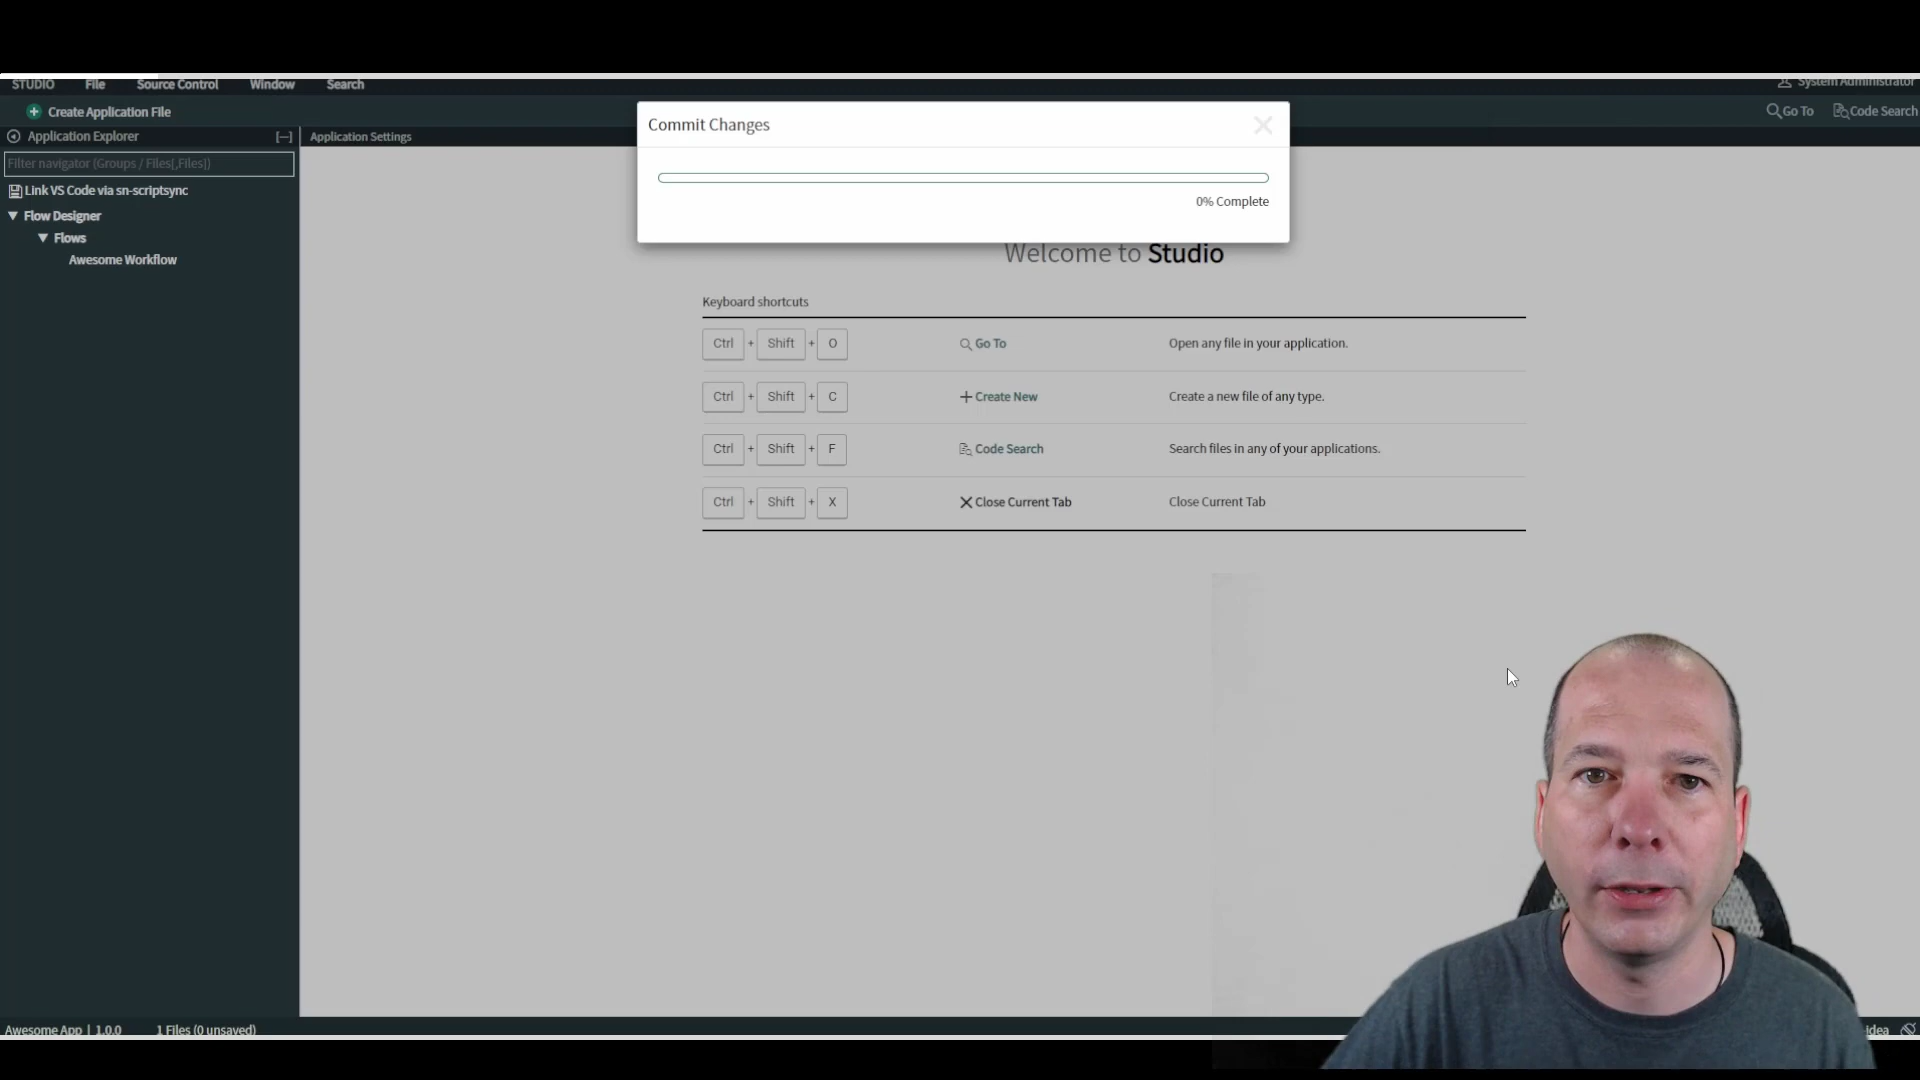 STUDIO File Source Control Window Search System Administrator
Create Application File Go To Code Search
Application Explorer [—] Application Settings
Filter navigator (Groups / Files[,Files])
Link VS Code via sn-scriptsync
Flow Designer
Flows
Awesome Workflow
Commit Changes
0% Complete
Welcome to Studio
Keyboard shortcuts
Ctrl + Shift + O Go To Open any file in your application.
Ctrl + Shift + C Create New Create a new file of any type.
Ctrl + Shift + F Code Search Search files in any of your applications.
Ctrl + Shift + X Close Current Tab Close Current Tab
Awesome App | 1.0.0 1 Files (0 unsaved) Idea